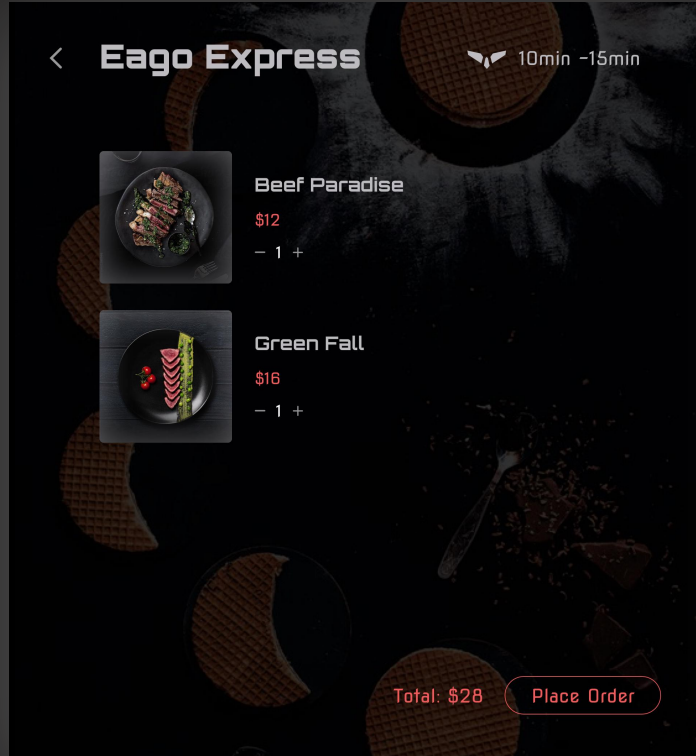 Eago Express
10min -15min
Beef Paradise
$12
− 1 +
Green Fall
$16
− 1 +
Total: $28
Place Order